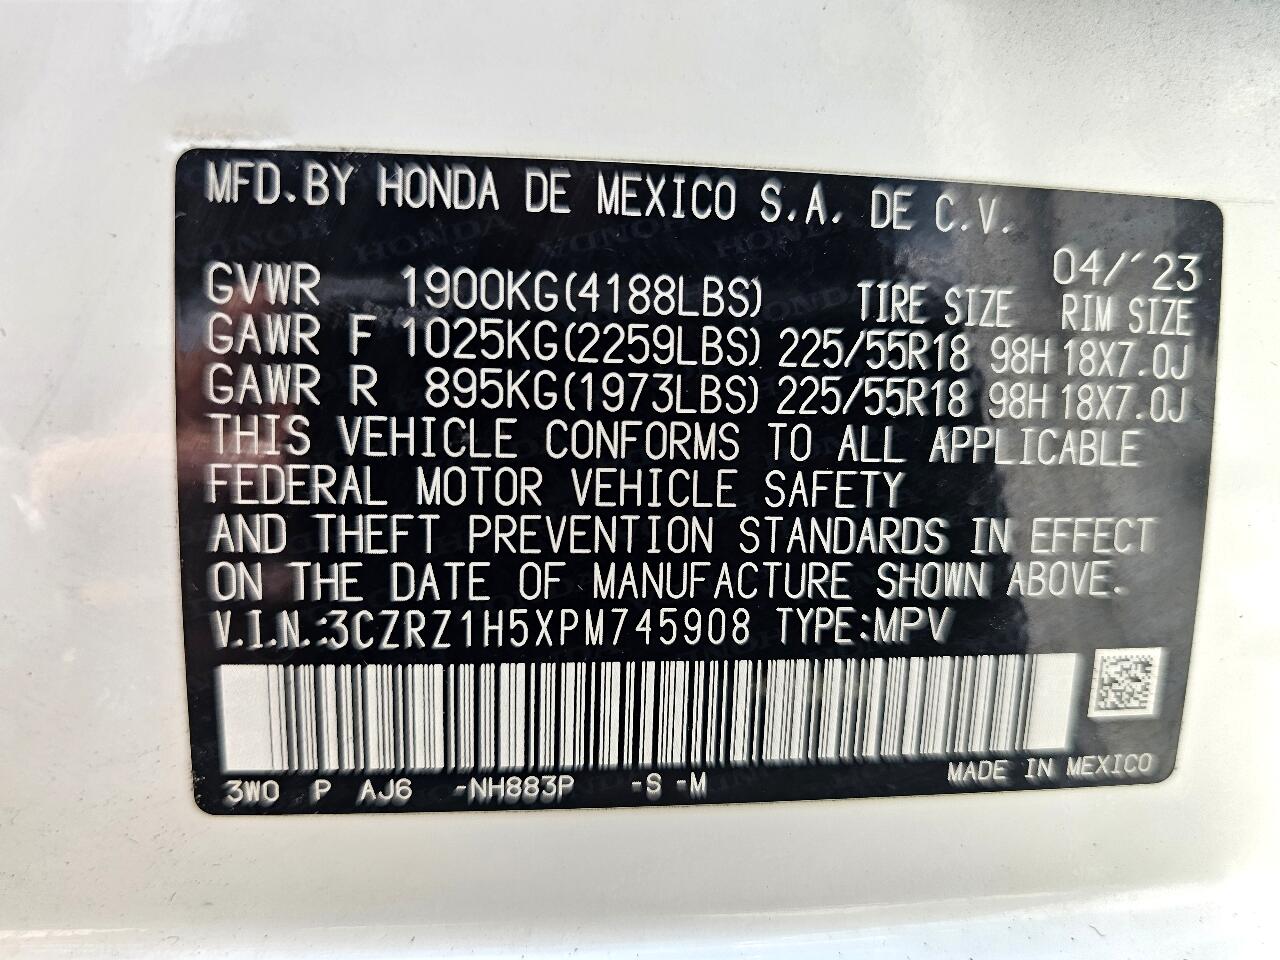 MFD.BY HONDA DE MEXICO S.A. DE C.V.
04/´23
GVWR 1900KG(4188LBS) TIRE SIZE RIM SIZE
GAWR F 1025KG(2259LBS) 225/55R18 98H 18X7.0J
GAWR R 895KG(1973LBS) 225/55R18 98H 18X7.0J
THIS VEHICLE CONFORMS TO ALL APPLICABLE
FEDERAL MOTOR VEHICLE SAFETY
AND THEFT PREVENTION STANDARDS IN EFFECT
ON THE DATE OF MANUFACTURE SHOWN ABOVE.
V.I.N.:3CZRZ1H5XPM745908 TYPE:MPV
3W0 P AJ6 -NH883P -S -M
MADE IN MEXICO